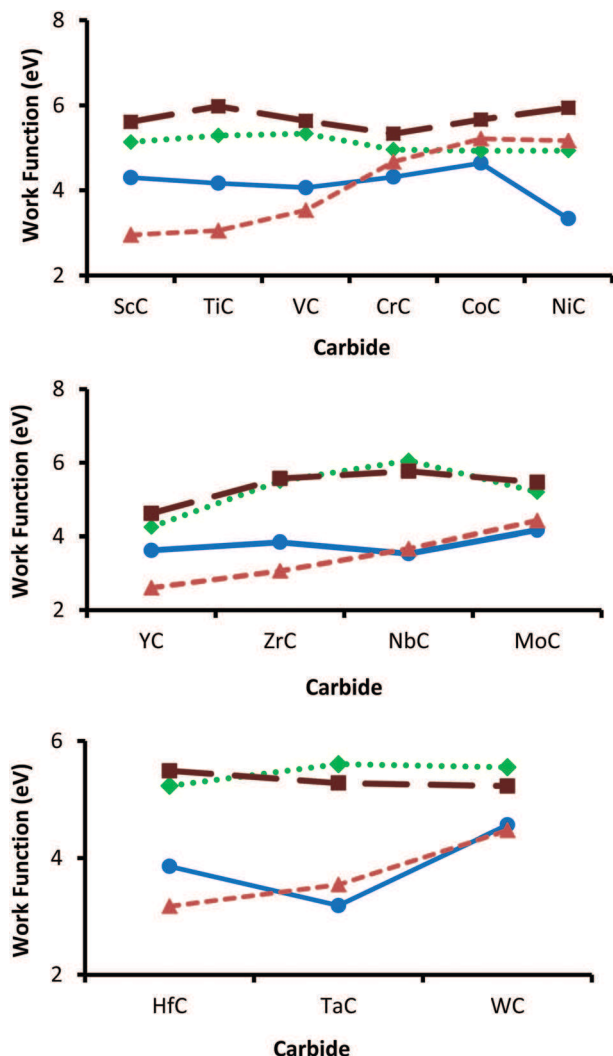 Work Function (eV)
8
6
4
2
ScC TiC VC CrC CoC NiC
Carbide
Work Function (eV)
8
6
4
2
YC ZrC NbC MoC
Carbide
Work Function (eV)
6
4
2
HfC TaC WC
Carbide